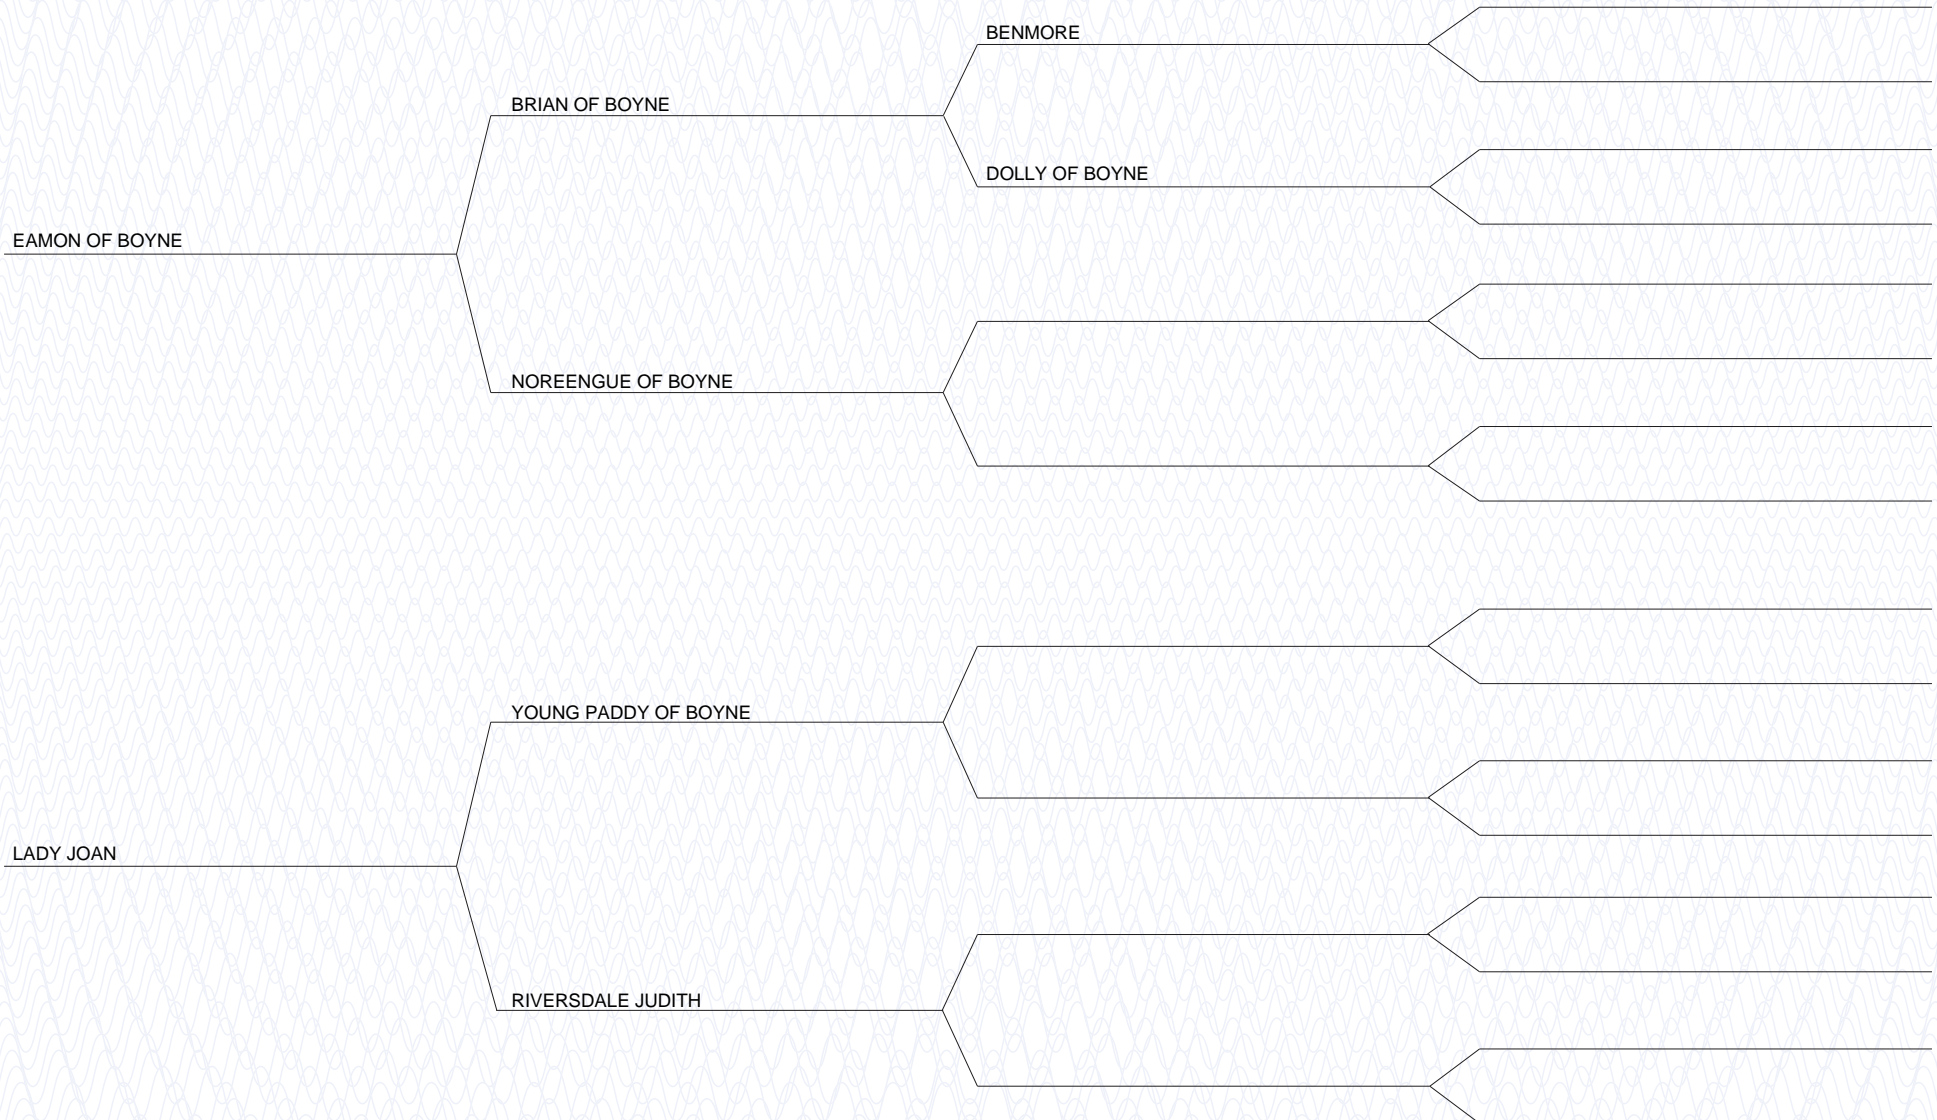 BENMORE
BRIAN OF BOYNE
DOLLY OF BOYNE
EAMON OF BOYNE
NOREENGUE OF BOYNE
YOUNG PADDY OF BOYNE
LADY JOAN
RIVERSDALE JUDITH